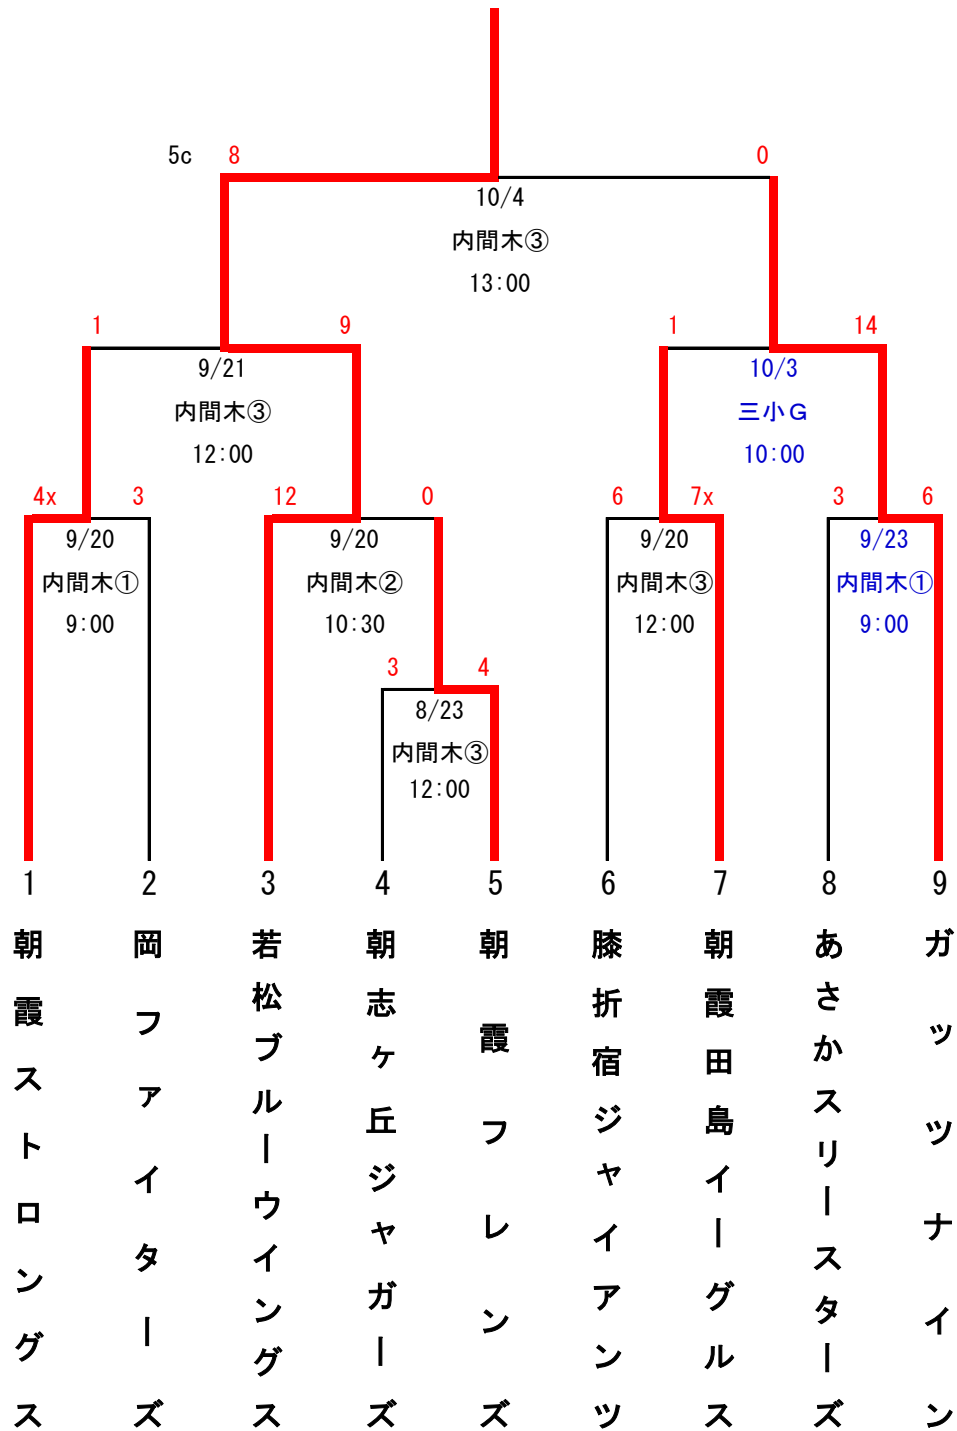 5c 8 0
10/4
内間木③
13:00
1 9 1 14
9/21 10/3
内間木③ 三小G
12:00 10:00
4x 3 12 0 6 7x 3 6
9/20 9/20 9/20 9/23
内間木① 内間木② 内間木③ 内間木①
9:00 10:30 12:00 9:00
3 4
8/23
内間木③
12:00
1 2 3 4 5 6 7 8 9
朝霞ストロングス
岡ファイターズ
若松ブルーウイングス
朝志ヶ丘ジャガーズ
朝霞フレンズ
膝折宿ジャイアンツ
朝霞田島イーグルス
あさかスリースターズ
ガッツナイン